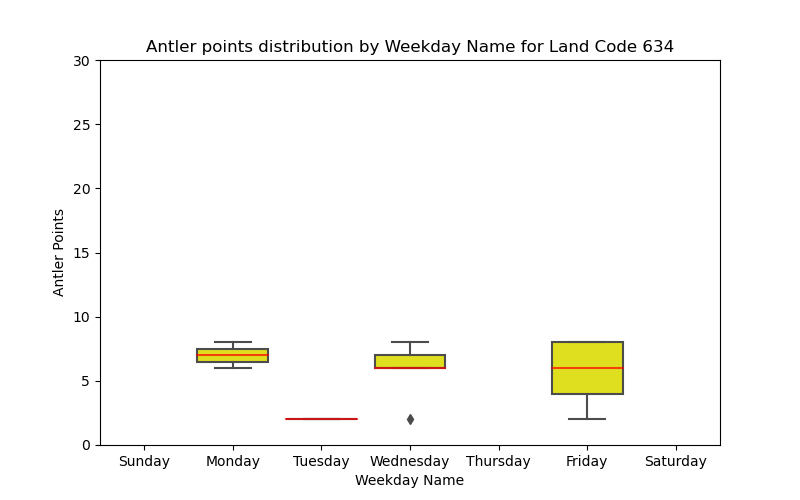 Antler points distribution by Weekday Name for Land Code 634
30
25
20
15
10
5
0
Antler Points
Sunday Monday Tuesday Wednesday Thursday Friday Saturday
Weekday Name